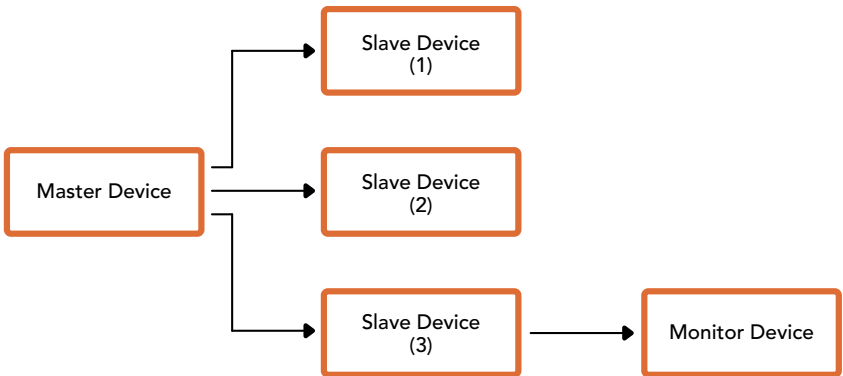 Slave Device
(1)
Master Device
Slave Device
(2)
Slave Device
(3)
Monitor Device